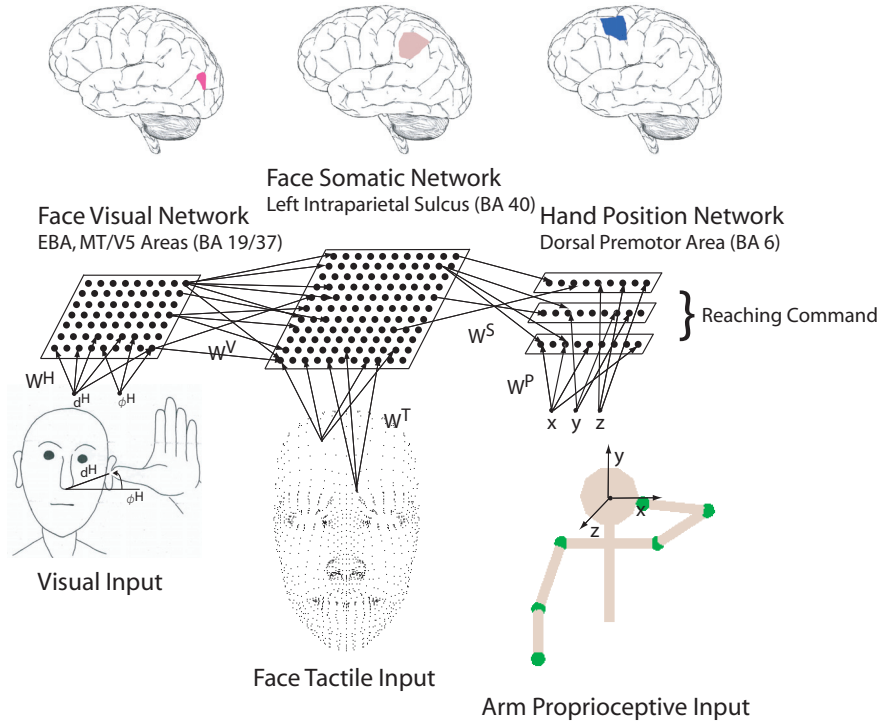 Face Somatic Network
Left Intraparietal Sulcus (BA 40)
Face Visual Network
EBA, MT/V5 Areas (BA 19/37)
Hand Position Network
Dorsal Premotor Area (BA 6)
} Reaching Command
W^V
W^S
W^H
W^P
d^H
ϕ^H
W^T
x
y
z
d^H
ϕ^H
y
x
z
Visual Input
Face Tactile Input
Arm Proprioceptive Input